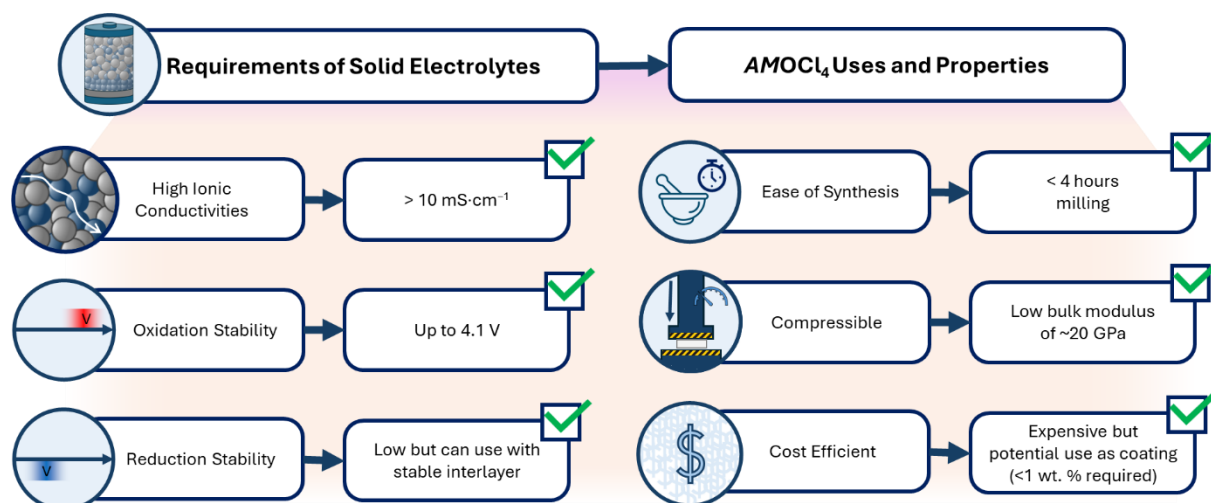 Requirements of Solid Electrolytes
AMOCl₄ Uses and Properties
High Ionic
Conductivities
> 10 mS·cm⁻¹
Ease of Synthesis
< 4 hours
milling
V
Oxidation Stability
Up to 4.1 V
Compressible
Low bulk modulus
of ~20 GPa
V
Reduction Stability
Low but can use with
stable interlayer
$
Cost Efficient
Expensive but
potential use as coating
(<1 wt. % required)